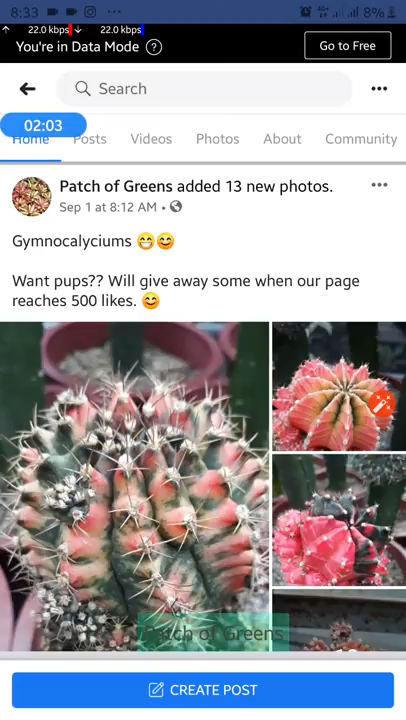 8:33
8%
22.0 kbps 22.0 kbps
You're in Data Mode
Go to Free
Search
02:03
Home Posts Videos Photos About Community
Patch of Greens added 13 new photos.
Sep 1 at 8:12 AM •
Gymnocalyciums 😁😊
Want pups?? Will give away some when our page
reaches 500 likes. 😊
Patch of Greens
CREATE POST